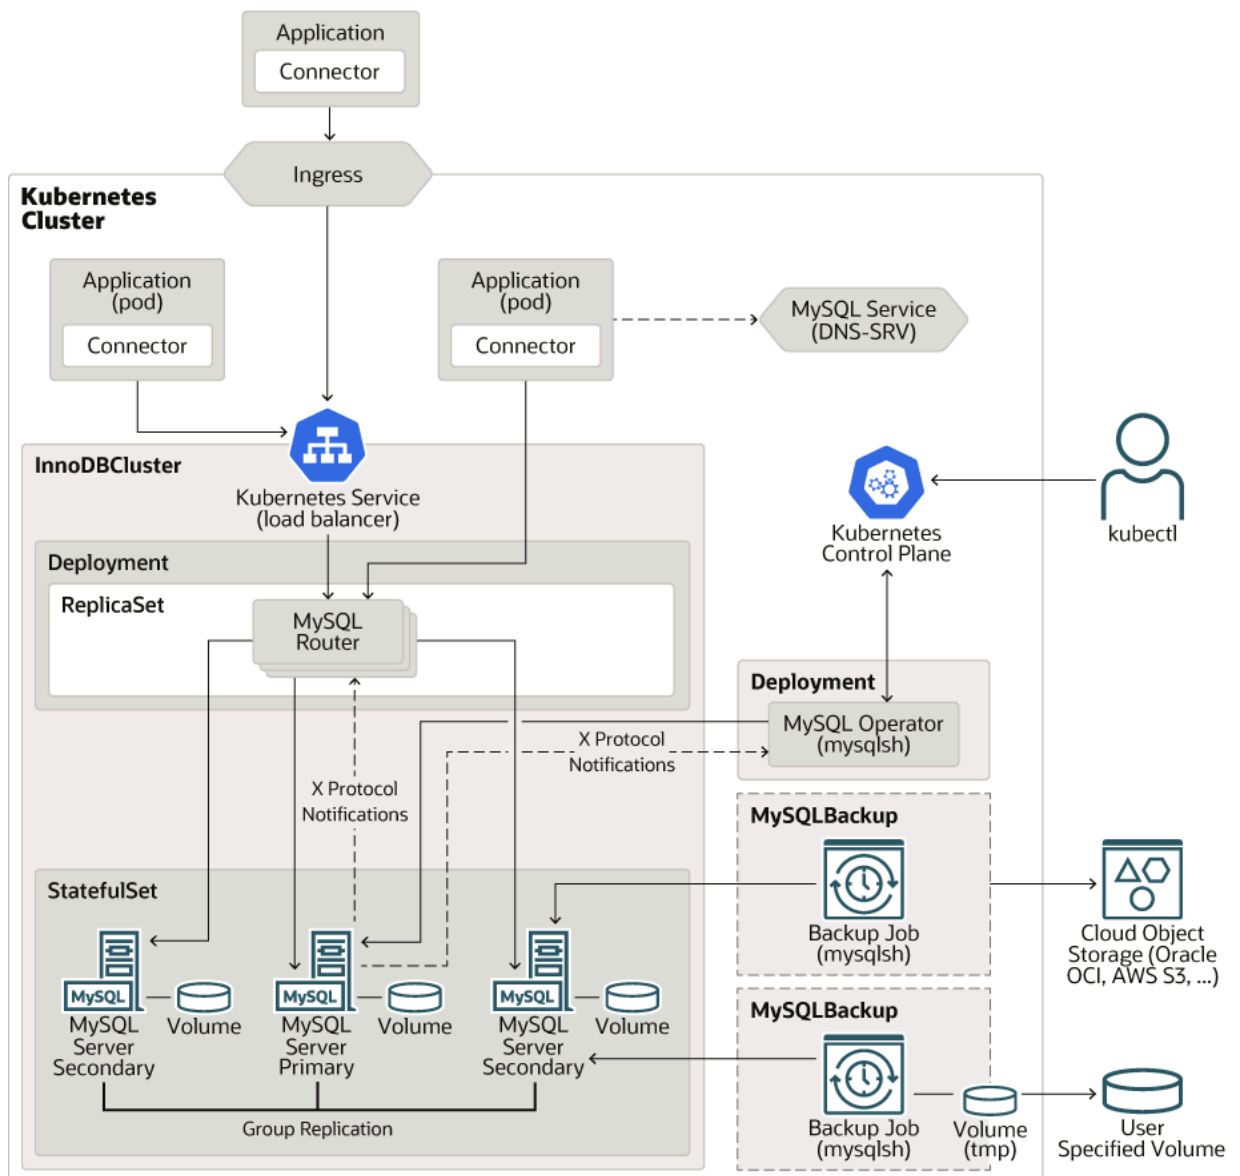 Application
Connector
Ingress
Kubernetes
Cluster
Application
(pod)
Connector
Application
(pod)
Connector
MySQL Service
(DNS-SRV)
InnoDBCluster
Kubernetes Service
(load balancer)
Kubernetes
Control Plane
kubectl
Deployment
ReplicaSet
MySQL
Router
Deployment
MySQL Operator
(mysqlsh)
X Protocol
Notifications
X Protocol
Notifications
MySQLBackup
Backup Job
(mysqlsh)
Cloud Object
Storage (Oracle
OCI, AWS S3, ...)
StatefulSet
MySQL
MySQL
Server
Secondary
Volume
MySQL
MySQL
Server
Primary
Volume
MySQL
MySQL
Server
Secondary
Volume
Group Replication
MySQLBackup
Backup Job
(mysqlsh)
Volume
(tmp)
User
Specified Volume